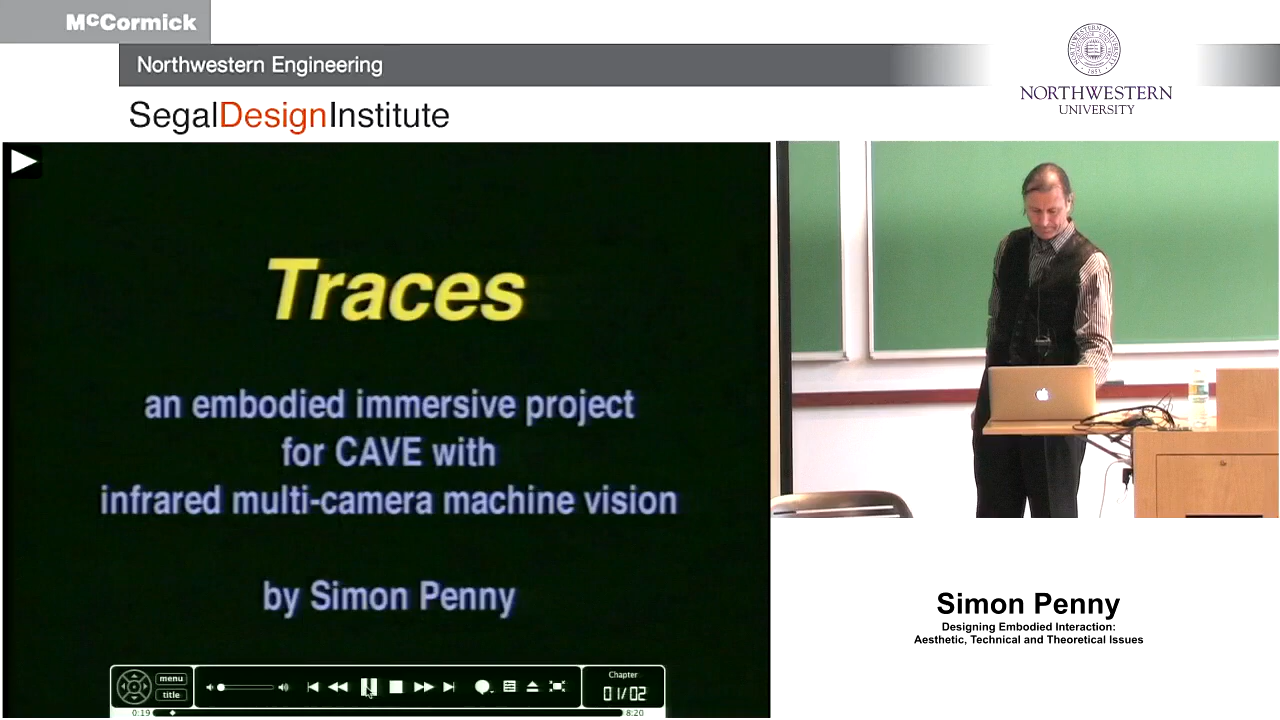 McCormick
Northwestern Engineering
NORTHWESTERN
UNIVERSITY
SegalDesignInstitute
Traces
an embodied immersive project
for CAVE with
infrared multi-camera machine vision
by Simon Penny
menu
title
Chapter
01/02
0:19
8:20
Simon Penny
Designing Embodied Interaction:
Aesthetic, Technical and Theoretical Issues